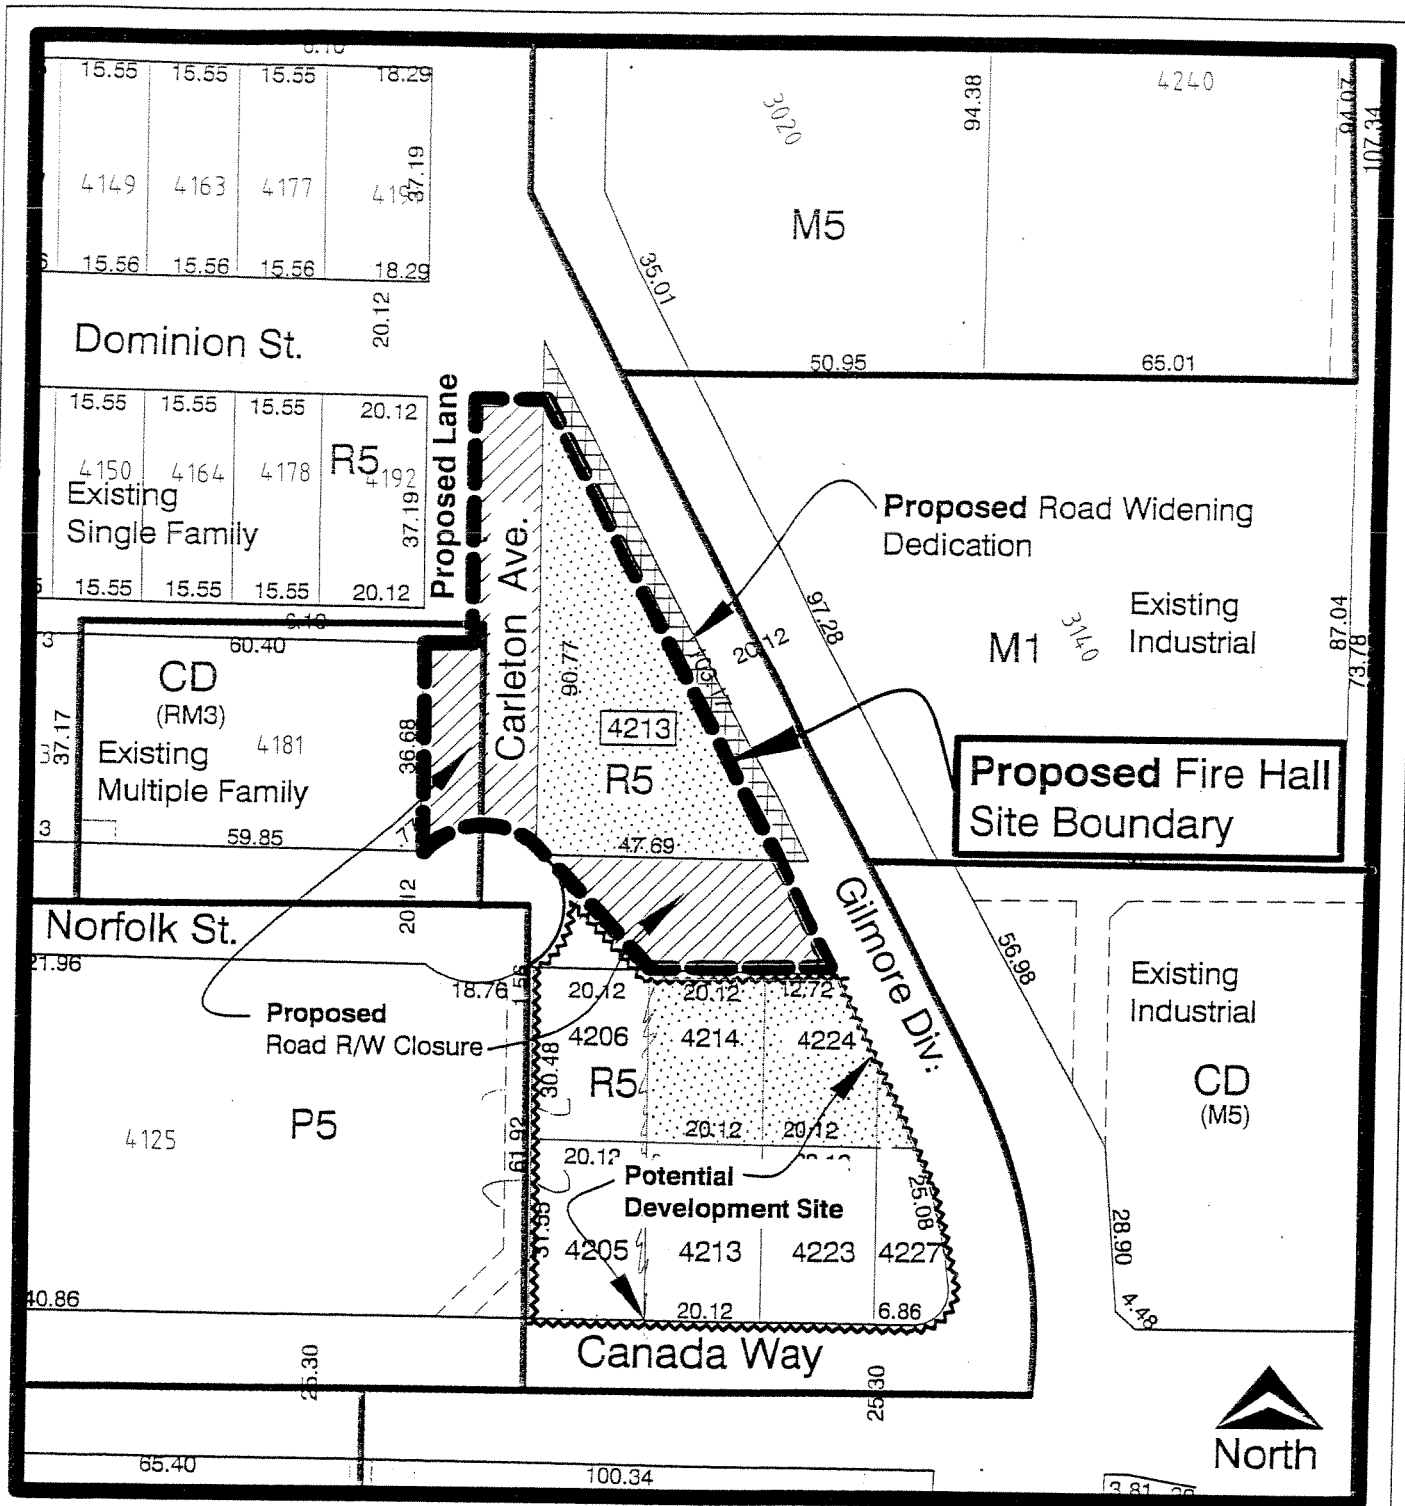 15.55 15.55 15.55 18.29
94.38
4240
94.07
107.34
3020
4149 4163 4177
37.19
M5
15.56 15.56 15.56 18.29
20.12
35.01
Dominion St.
50.95 65.01
15.55 15.55 15.55 20.12
Proposed Lane
R5
4150 4164 4178 4192
Existing
Single Family
37.19
Carleton Ave.
Proposed Road Widening
Dedication
15.55 15.55 15.55 20.12
97.28
Existing
Industrial
M1
3140
87.04
73.78
60.40
20.12
CD
(RM3)
90.77
37.17
36.68
4213
Existing
Multiple Family
4181
R5
Proposed Fire Hall
Site Boundary
59.85
47.69
20.12
Gilmore Div.
Norfolk St.
21.96
56.98
18.76
1.56
20.12 20.12 12.72
Existing
Industrial
Proposed
Road R/W Closure
4206 4214 4224
30.48
R5
CD
(M5)
P5
4125
61.92
20.12 20.12
Potential
Development Site
25.08
28.90
4205 4213 4223 4227
40.86
20.12 6.86
4.48
Canada Way
25.30
25.30
North
65.40
100.34
3.81